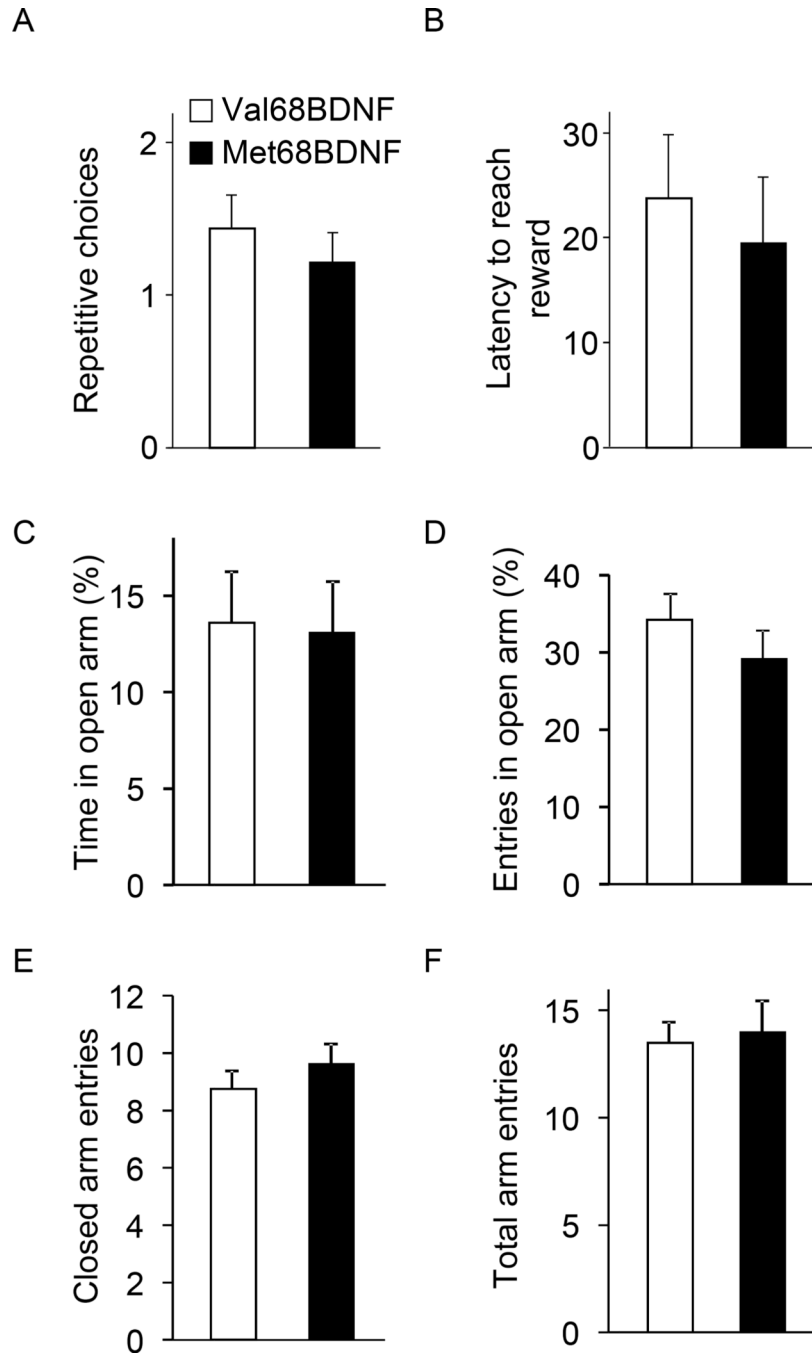 A
B
Val68BDNF
Met68BDNF
Repetitive choices
2
1
0
Latency to reach
reward
30
20
10
0
C
D
Time in open arm (%)
15
10
5
0
Entries in open arm (%)
40
30
20
10
0
E
F
Closed arm entries
12
10
8
6
4
2
0
Total arm entries
15
10
5
0